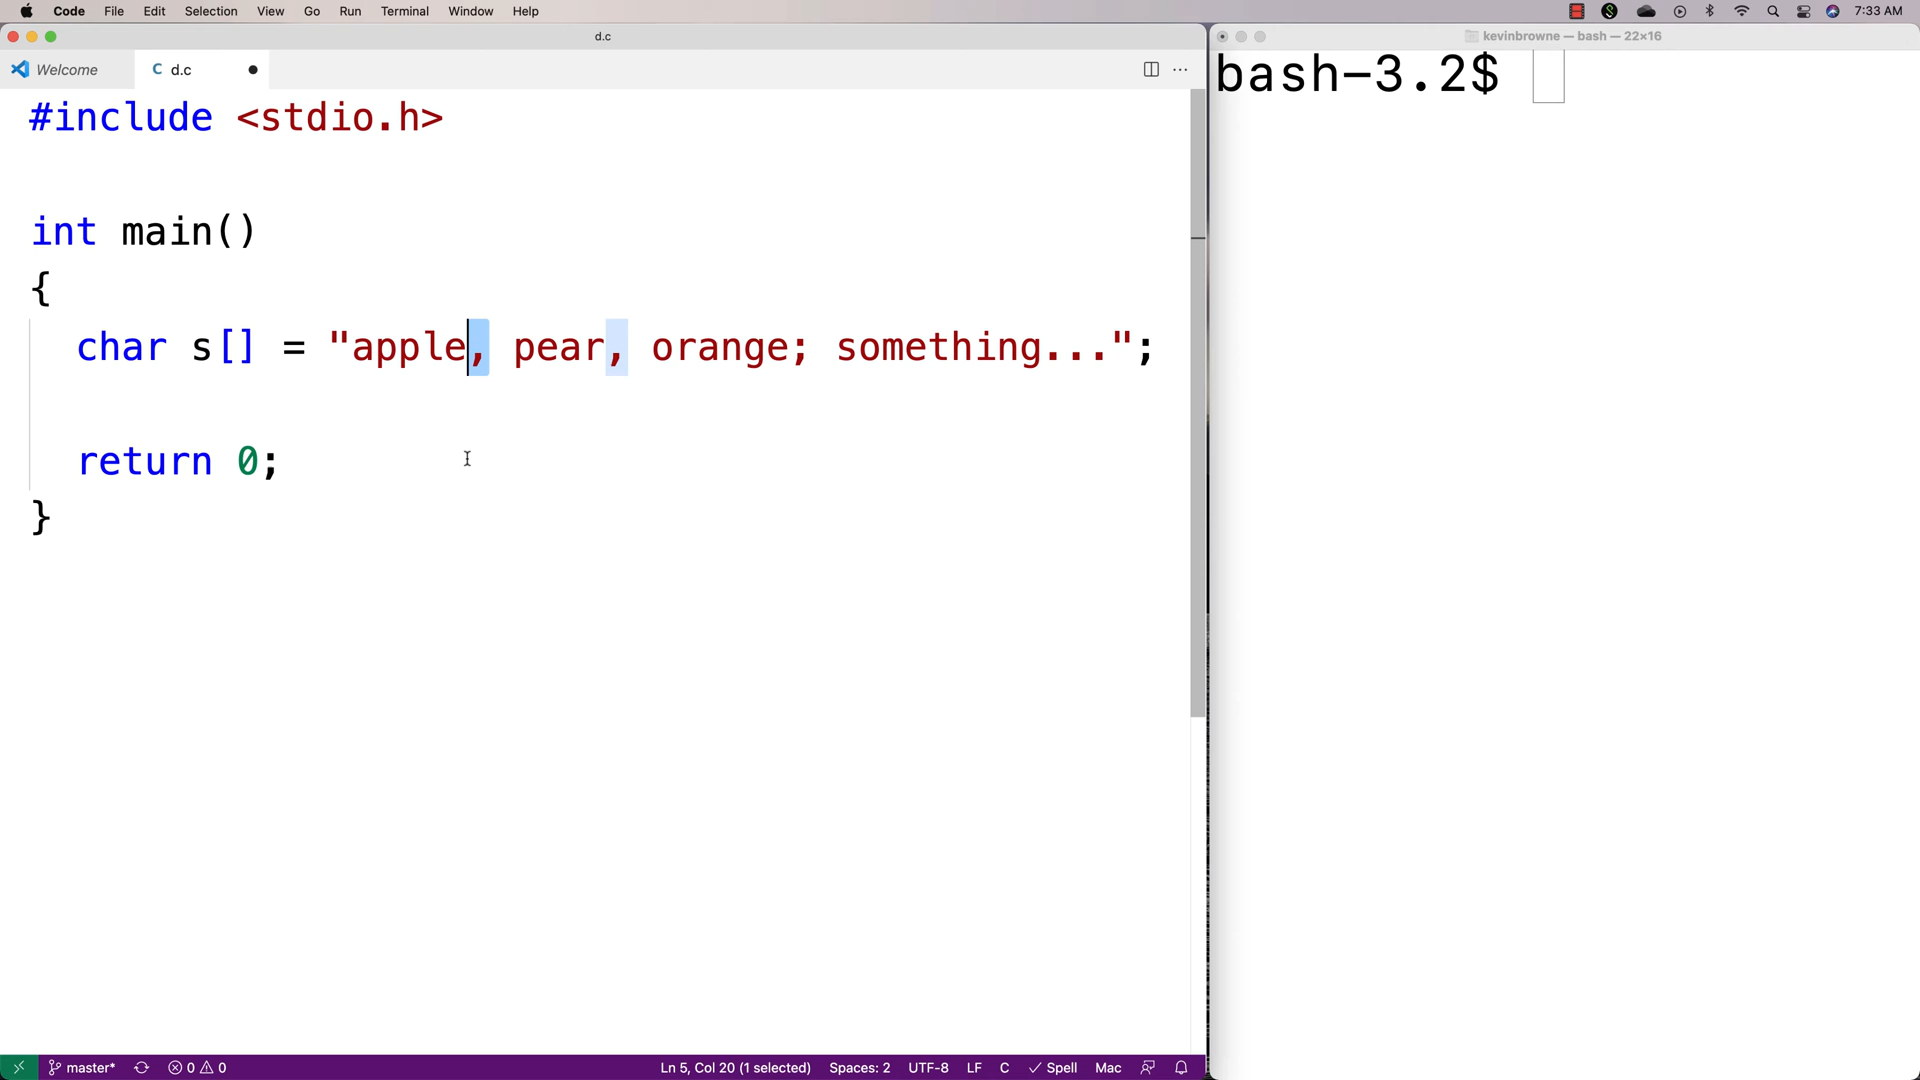 Code File Edit Selection View Go Run Terminal Window Help 7:33 AM
d.c
Welcome C d.c
#include <stdio.h>
int main()
{
char s[] = "apple, pear, orange; something...";
return 0;
}
master* 0 0 Ln 5, Col 20 (1 selected) Spaces: 2 UTF-8 LF C Spell Mac
kevinbrowne — bash — 22×16
bash-3.2$